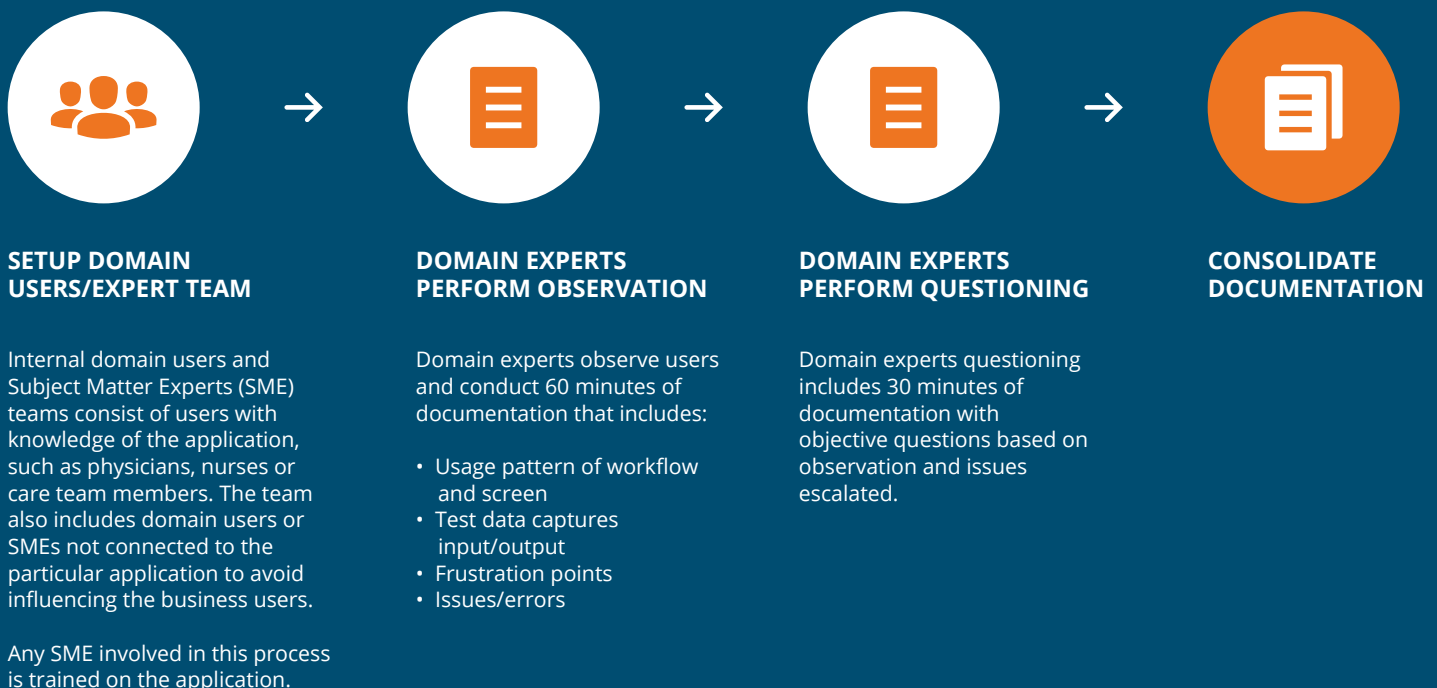 SETUP DOMAIN
USERS/EXPERT TEAM
Internal domain users and
Subject Matter Experts (SME)
teams consist of users with
knowledge of the application,
such as physicians, nurses or
care team members. The team
also includes domain users or
SMEs not connected to the
particular application to avoid
influencing the business users.
Any SME involved in this process
is trained on the application.
DOMAIN EXPERTS
PERFORM OBSERVATION
Domain experts observe users
and conduct 60 minutes of
documentation that includes:
• Usage pattern of workflow
and screen
• Test data captures
input/output
• Frustration points
• Issues/errors
DOMAIN EXPERTS
PERFORM QUESTIONING
Domain experts questioning
includes 30 minutes of
documentation with
objective questions based on
observation and issues
escalated.
CONSOLIDATE
DOCUMENTATION